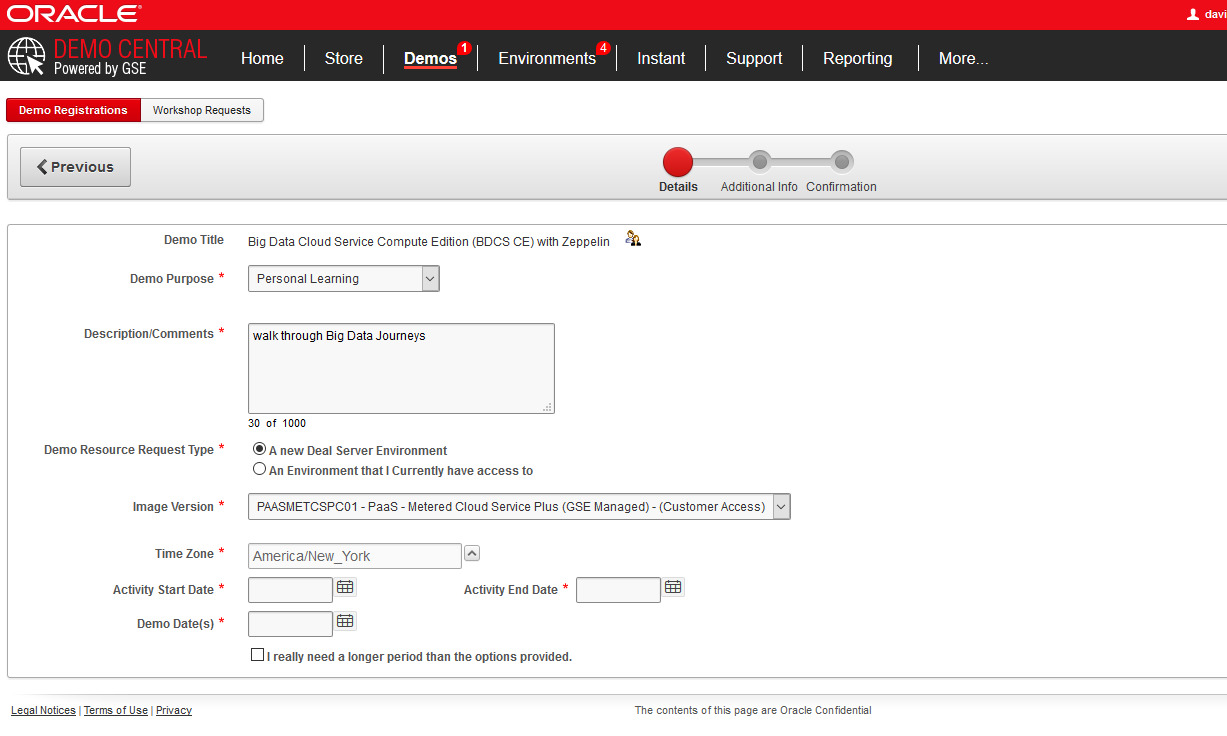 ORACLE®
davi
DEMO CENTRAL
Powered by GSE
Home Store Demos 1 Environments 4 Instant Support Reporting More...
Demo Registrations Workshop Requests
Previous
Details Additional Info Confirmation
Demo Title Big Data Cloud Service Compute Edition (BDCS CE) with Zeppelin
Demo Purpose * Personal Learning
Description/Comments * walk through Big Data Journeys
30 of 1000
Demo Resource Request Type * A new Deal Server Environment
An Environment that I Currently have access to
Image Version * PAASMETCSPC01 - PaaS - Metered Cloud Service Plus (GSE Managed) - (Customer Access)
Time Zone * America/New_York
Activity Start Date * Activity End Date *
Demo Date(s) *
I really need a longer period than the options provided.
Legal Notices | Terms of Use | Privacy The contents of this page are Oracle Confidential